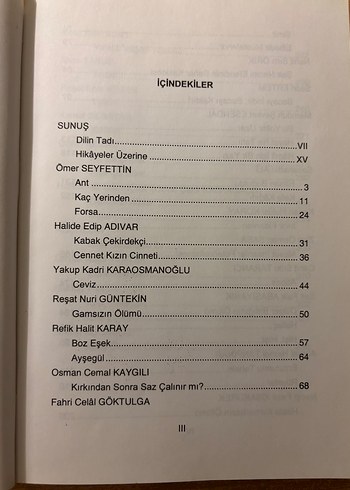 İÇİNDEKİLER
SUNUŞ
Dilin Tadı..........VII
Hikâyeler Üzerine..........XV
Ömer SEYFETTİN
Ant..........3
Kaç Yerinden..........11
Forsa..........24
Halide Edip ADIVAR
Kabak Çekirdekçi..........31
Cennet Kızın Cinneti..........36
Yakup Kadri KARAOSMANOĞLU
Ceviz..........44
Reşat Nuri GÜNTEKİN
Gamsızın Ölümü..........50
Refik Halit KARAY
Boz Eşek..........57
Ayşegül..........64
Osman Cemal KAYGILI
Kırkından Sonra Saz Çalınır mı?..........68
Fahri Celâl GÖKTULGA
III